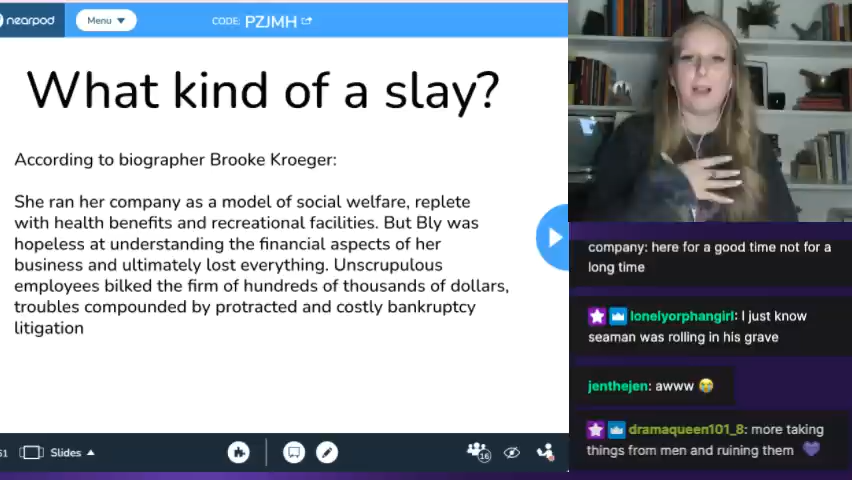 nearpod
Menu
CODE: PZJMH
What kind of a slay?
According to biographer Brooke Kroeger:
She ran her company as a model of social welfare, replete
with health benefits and recreational facilities. But Bly was
hopeless at understanding the financial aspects of her
business and ultimately lost everything. Unscrupulous
employees bilked the firm of hundreds of thousands of dollars,
troubles compounded by protracted and costly bankruptcy
litigation
51
Slides
16
company: here for a good time not for a
long time
lonelyorphangirl: I just know
seaman was rolling in his grave
jenthejen: awww 😭
dramaqueen101_8: more taking
things from men and ruining them 💜